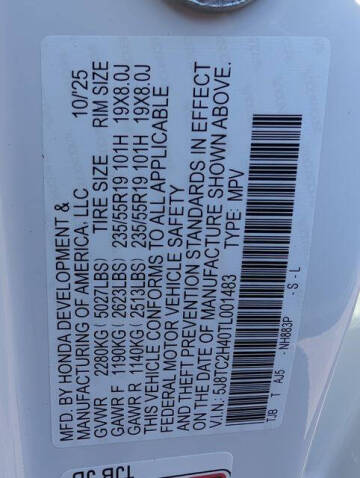 MFD. BY HONDA DEVELOPMENT & 10/'25
MANUFACTURING OF AMERICA, LLC
TIRE SIZE RIM SIZE
GVWR 2280KG (5027LBS)
GAWR F 1190KG (2623LBS) 235/55R19 101H 19X8.0J
GAWR R 1140KG (2513LBS) 235/55R19 101H 19X8.0J
THIS VEHICLE CONFORMS TO ALL APPLICABLE
FEDERAL MOTOR VEHICLE SAFETY
AND THEFT PREVENTION STANDARDS IN EFFECT
ON DATE OF MANUFACTURE SHOWN ABOVE.
V.I.N.: 5J8TC2H40TL001483 TYPE: MPV
TJB T AJ5 - NH883P - S - L
TJB JB